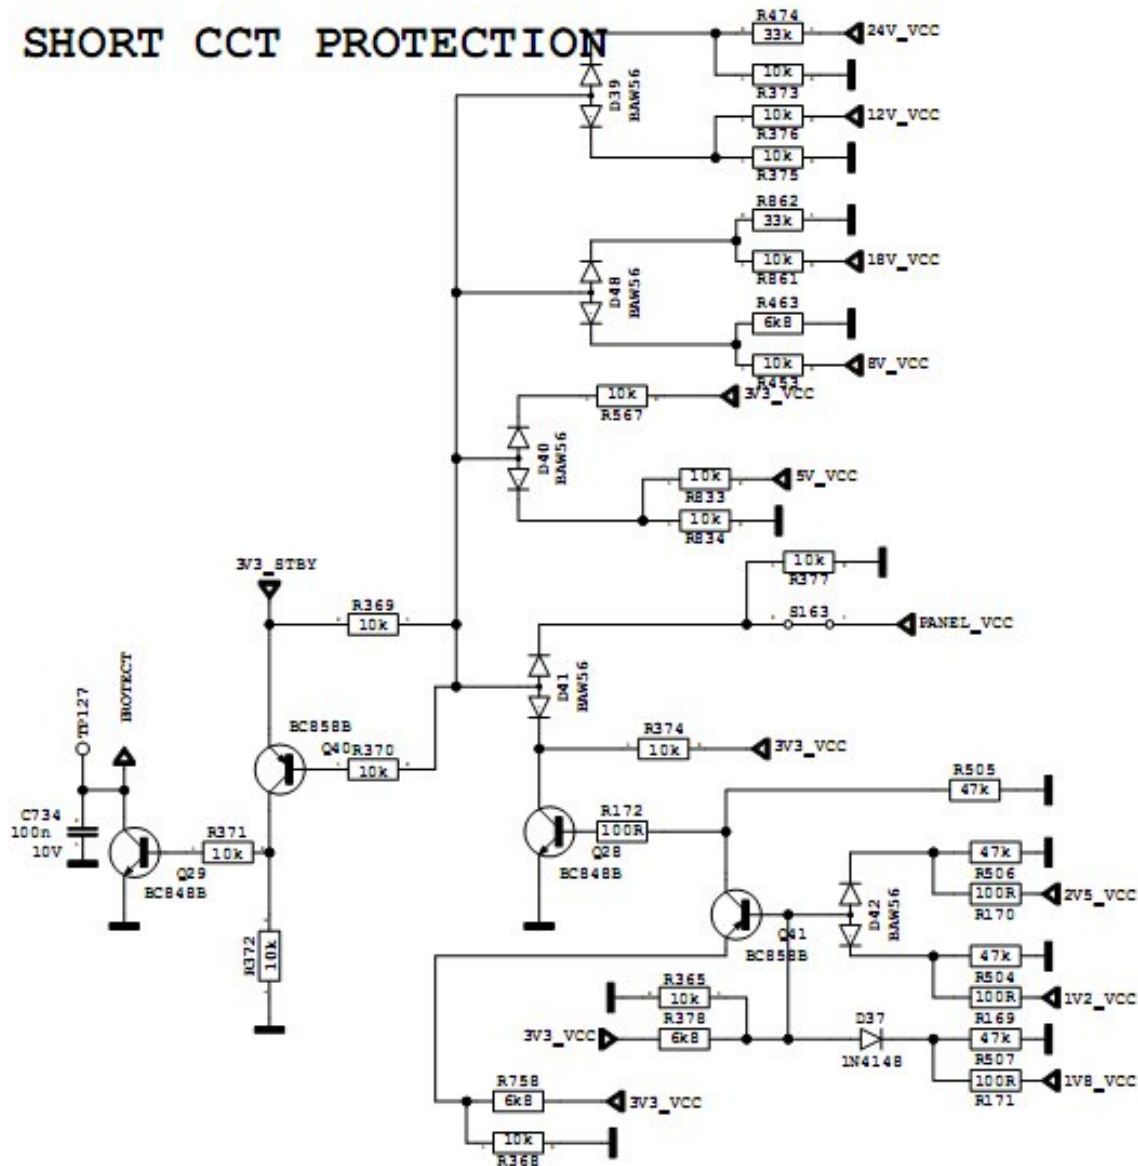 SHORT CCT PROTECTION
R474
33k
24V_VCC
10k
R373
10k
12V_VCC
R376
10k
R375
D39
BAW56
R862
33k
10k
18V_VCC
R861
D48
BAW56
R463
6k8
10k
8V_VCC
R453
10k
3V3_VCC
R567
D40
BAW56
10k
5V_VCC
R833
10k
R834
3V3_STBY
10k
R377
R369
10k
S163
PANEL_VCC
D41
BAW56
TP127
PROTECT
BC858B
Q40
R370
10k
R374
10k
3V3_VCC
R505
47k
C734
100n
10V
R371
10k
Q29
BC848B
R172
100R
Q28
BC848B
47k
R506
100R
2V5_VCC
R170
D42
BAW56
Q41
BC858B
R372
10k
47k
R504
100R
1V2_VCC
R169
R365
10k
R378
3V3_VCC
6k8
D37
1N4148
47k
R507
100R
1V8_VCC
R171
R758
6k8
3V3_VCC
10k
R368